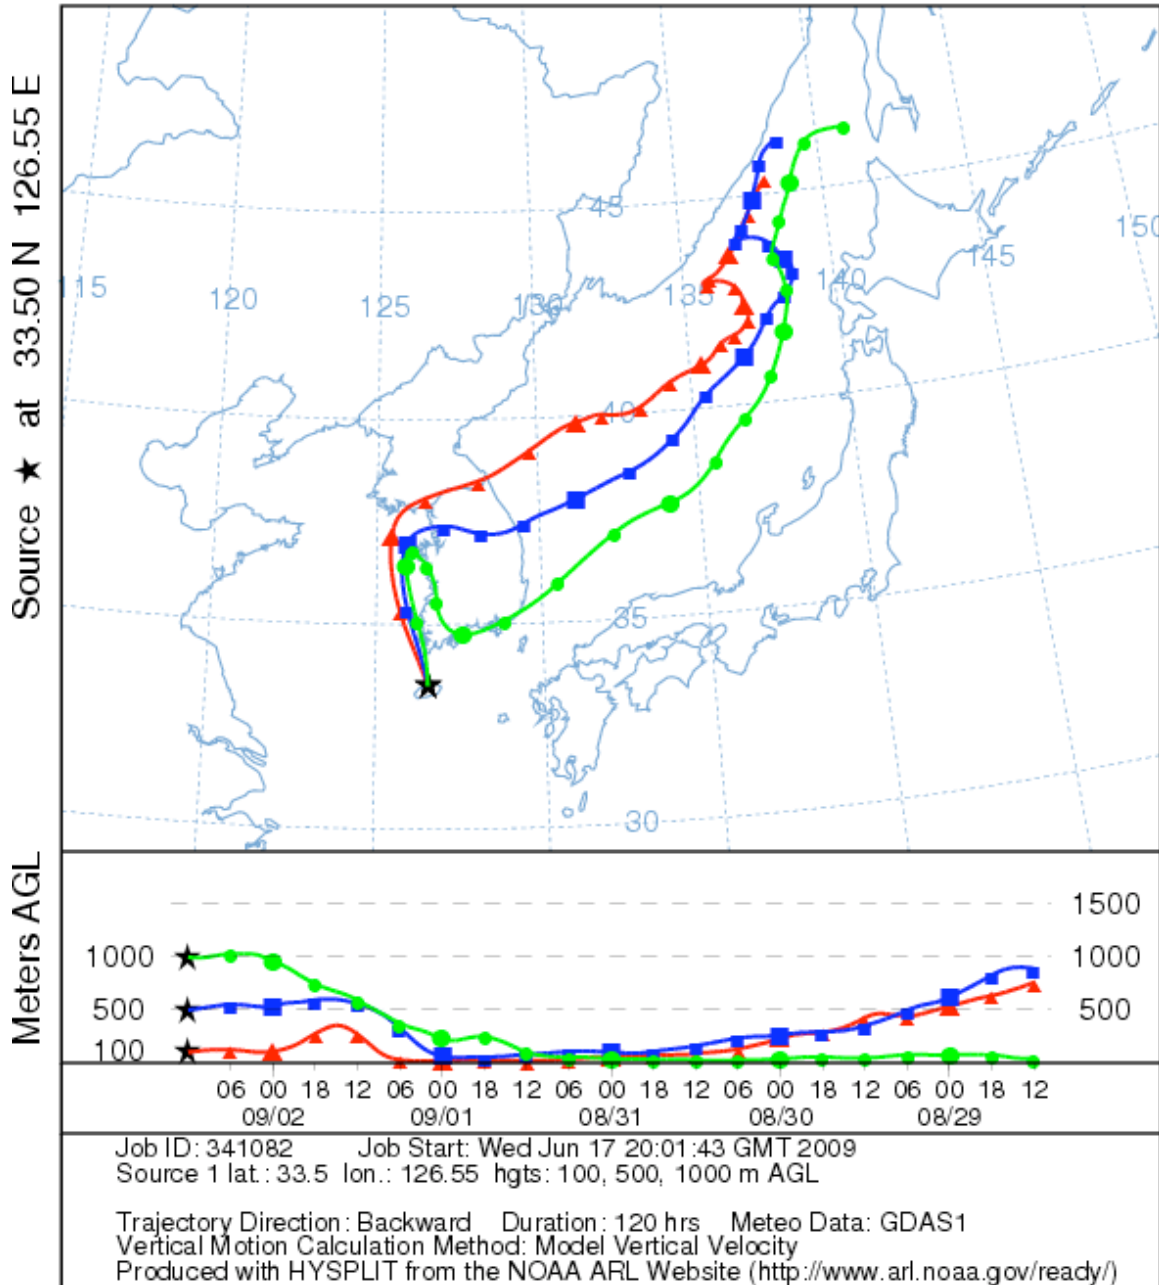 Source ★ at 33.50 N 126.55 E
45
115
120
125
130
135
140
145
150
40
35
30
Meters AGL
1500
1000
1000
500
500
100
06 00 18 12 06 00 18 12 06 00 18 12 06 00 18 12 06 00 18 12
09/02 09/01 08/31 08/30 08/29
Job ID: 341082 Job Start: Wed Jun 17 20:01:43 GMT 2009
Source 1 lat.: 33.5 lon.: 126.55 hgts: 100, 500, 1000 m AGL
Trajectory Direction: Backward Duration: 120 hrs Meteo Data: GDAS1
Vertical Motion Calculation Method: Model Vertical Velocity
Produced with HYSPLIT from the NOAA ARL Website (http://www.arl.noaa.gov/ready/)